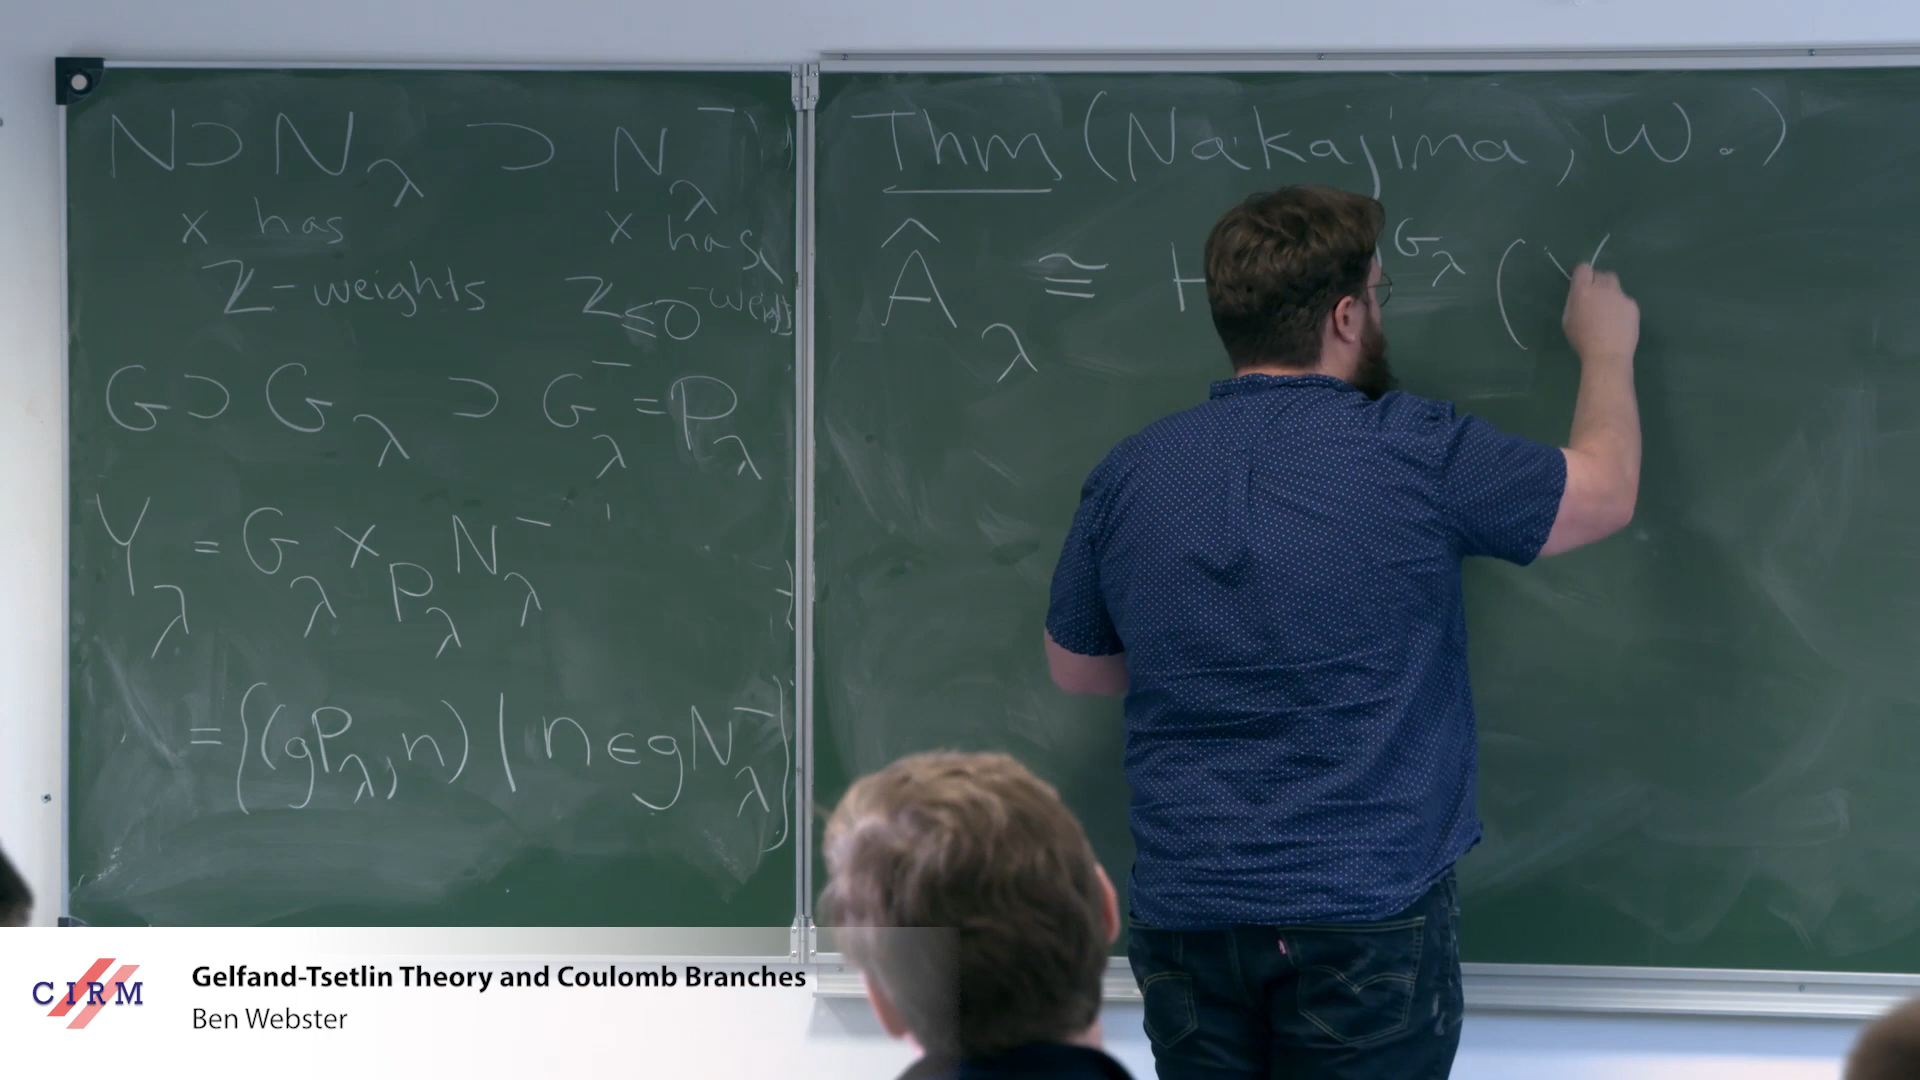 N ⊃ N_λ ⊃ N_λ^-
x has x has
ℤ-weights ℤ_≤0-weights
G ⊃ G_λ ⊃ G_λ^- = P_λ
Y_λ = G_λ ×_{P_λ} N_λ^-
= {(gP_λ, n) | n ∈ gN_λ^-}
Thm (Nakajima, W.)
Â_λ ≅ H ^{G_λ} (Y
CIRM
Gelfand-Tsetlin Theory and Coulomb Branches
Ben Webster